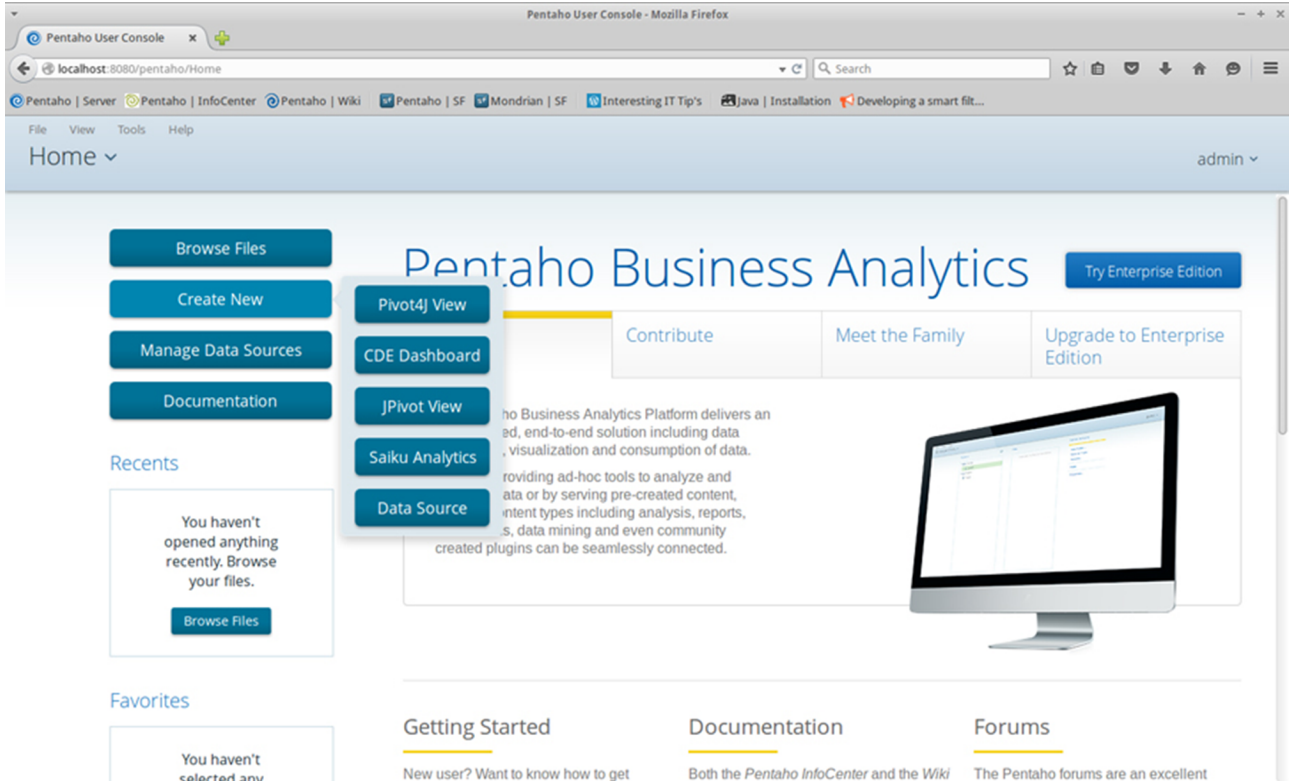 Pentaho User Console - Mozilla Firefox
Pentaho User Console
localhost:8080/pentaho/Home
Search
Pentaho | Server Pentaho | InfoCenter Pentaho | Wiki Pentaho | SF Mondrian | SF Interesting IT Tip's Java | Installation Developing a smart filt...
File View Tools Help
Home
admin
Browse Files
Create New
Manage Data Sources
Documentation
Pivot4J View
CDE Dashboard
JPivot View
Saiku Analytics
Data Source
Pentaho Business Analytics
Try Enterprise Edition
Contribute
Meet the Family
Upgrade to Enterprise
Edition
Business Analytics Platform delivers an
end-to-end solution including data
visualization and consumption of data.
ad-hoc tools to analyze and
or by serving pre-created content,
types including analysis, reports,
data mining and even community
created plugins can be seamlessly connected.
Recents
You haven't
opened anything
recently. Browse
your files.
Browse Files
Favorites
You haven't
selected any
Getting Started
New user? Want to know how to get
Documentation
Both the Pentaho InfoCenter and the Wiki
Forums
The Pentaho forums are an excellent